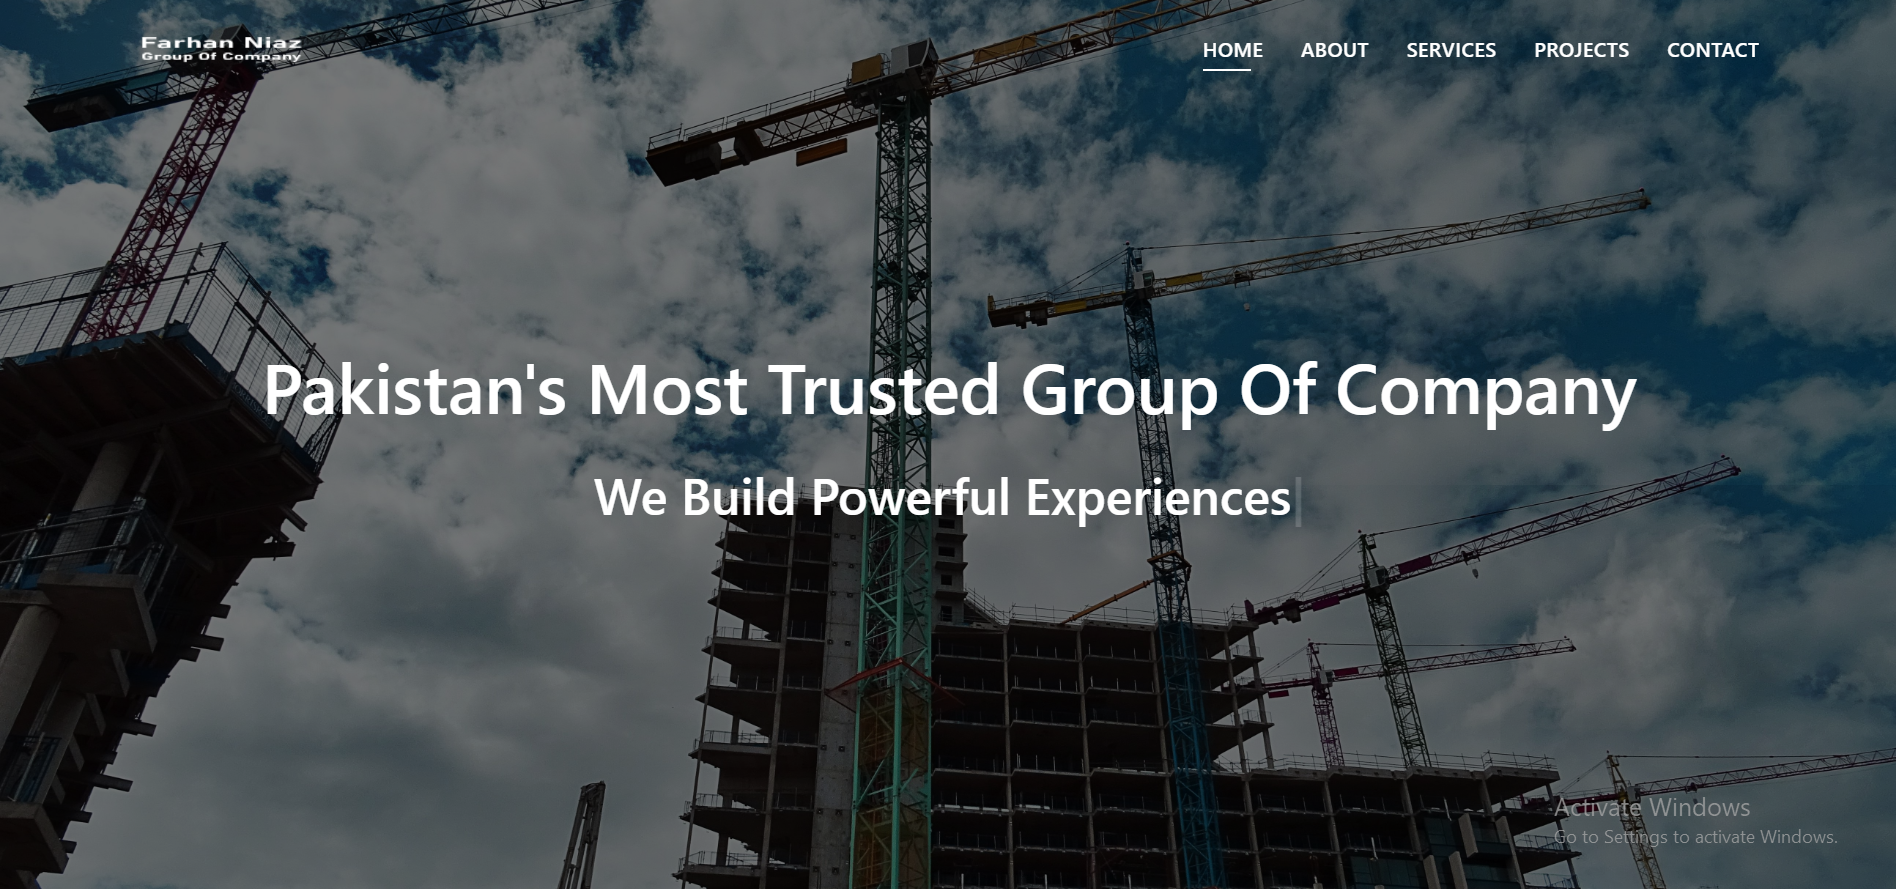 Farhan Niaz
Group Of Company
HOME ABOUT SERVICES PROJECTS CONTACT
Pakistan's Most Trusted Group Of Company
We Build Powerful Experiences|
Activate Windows
Go to Settings to activate Windows.